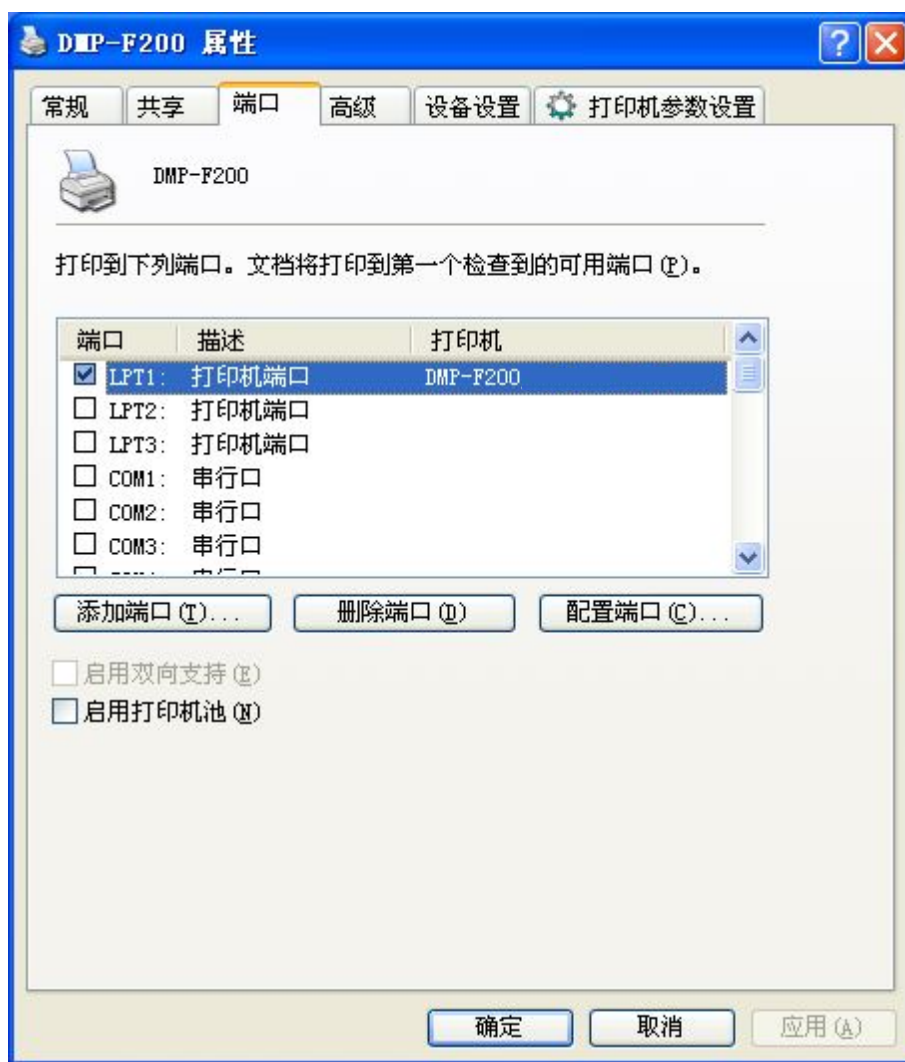 DMP-F200 属性
常规 共享 端口 高级 设备设置 打印机参数设置
DMP-F200
打印到下列端口。文档将打印到第一个检查到的可用端口(P)。
端口 描述 打印机
LPT1: 打印机端口 DMP-F200
LPT2: 打印机端口
LPT3: 打印机端口
COM1: 串行口
COM2: 串行口
COM3: 串行口
添加端口(T)... 删除端口(D) 配置端口(C)...
启用双向支持(E)
启用打印机池(N)
确定 取消 应用(A)